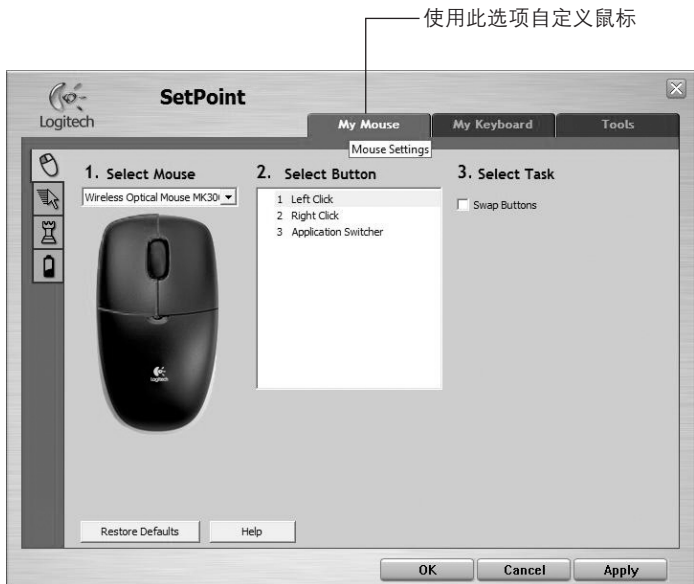 使用此选项自定义鼠标
SetPoint
Logitech
My Mouse
My Keyboard
Tools
Mouse Settings
1. Select Mouse
2. Select Button
3. Select Task
Wireless Optical Mouse MK30
1 Left Click
2 Right Click
3 Application Switcher
Swap Buttons
Logitech
Restore Defaults
Help
OK
Cancel
Apply